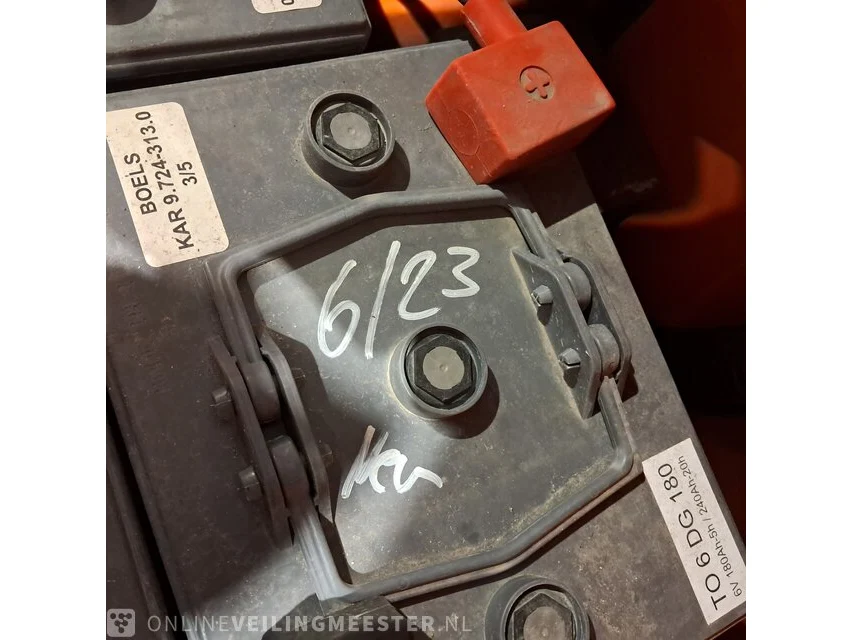 BOELS
KAR 9.724-313.0
3/5
6/23
Neu
TO 6 DG 180
6V 180Ah-5h / 240Ah-20h
ONLINEVEILINGMEESTER.NL